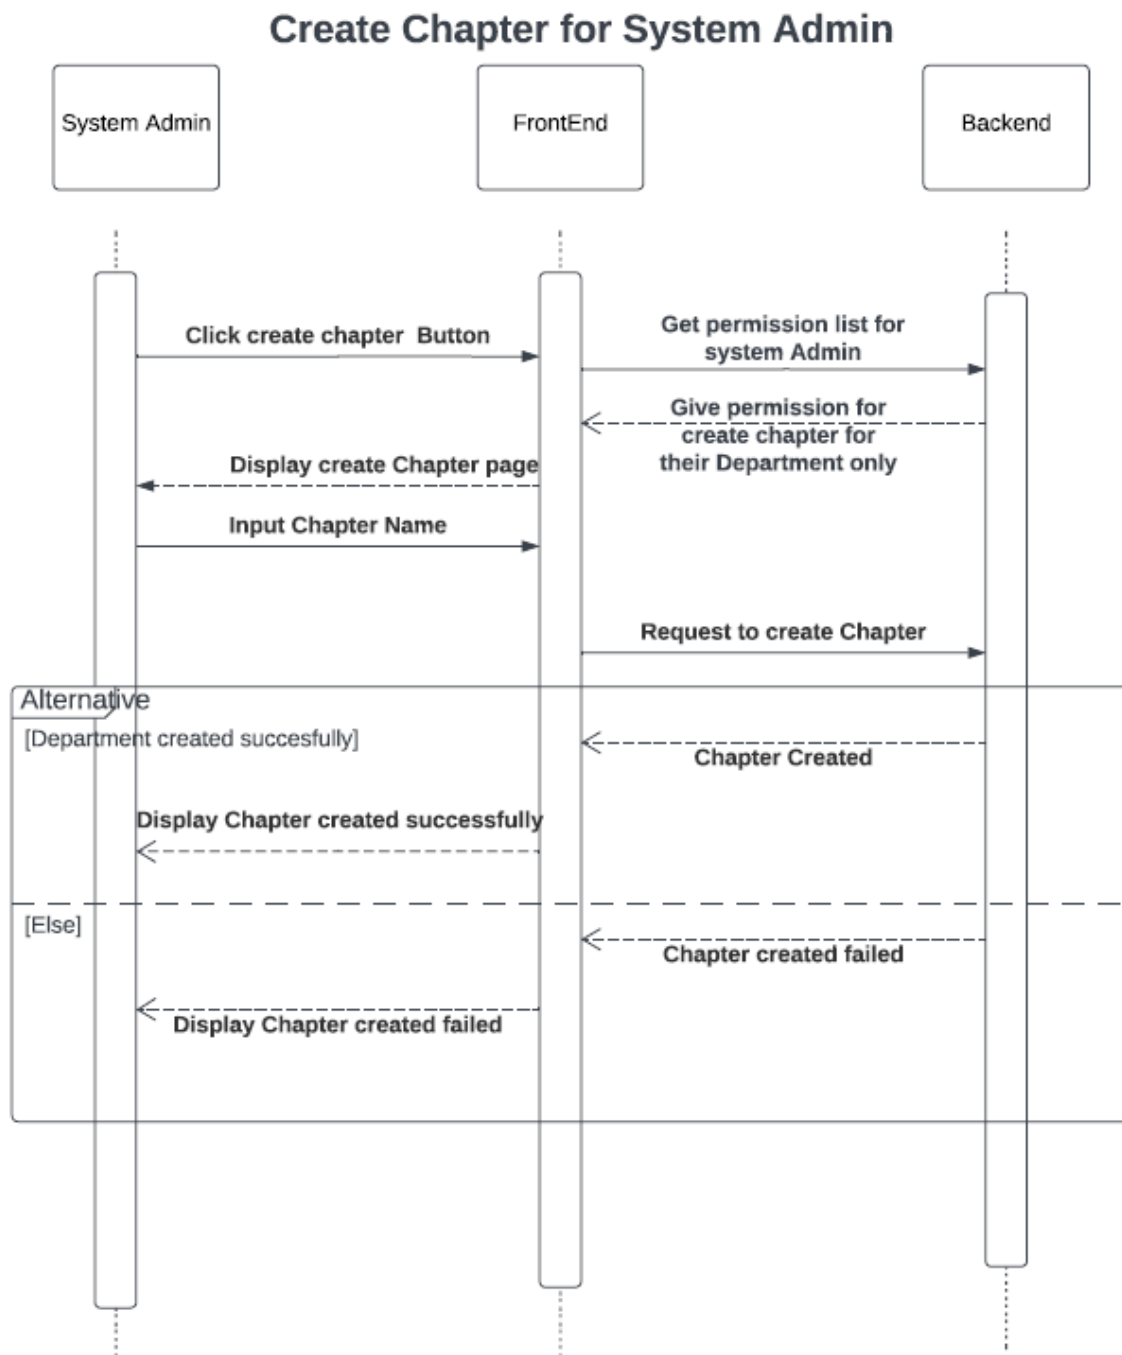 Create Chapter for System Admin
System Admin
FrontEnd
Backend
Click create chapter  Button
Get permission list for
system Admin
Give permission for
create chapter for
their Department only
Display create Chapter page
Input Chapter Name
Request to create Chapter
Alternative
[Department created succesfully]
Chapter Created
Display Chapter created successfully
[Else]
Chapter created failed
Display Chapter created failed